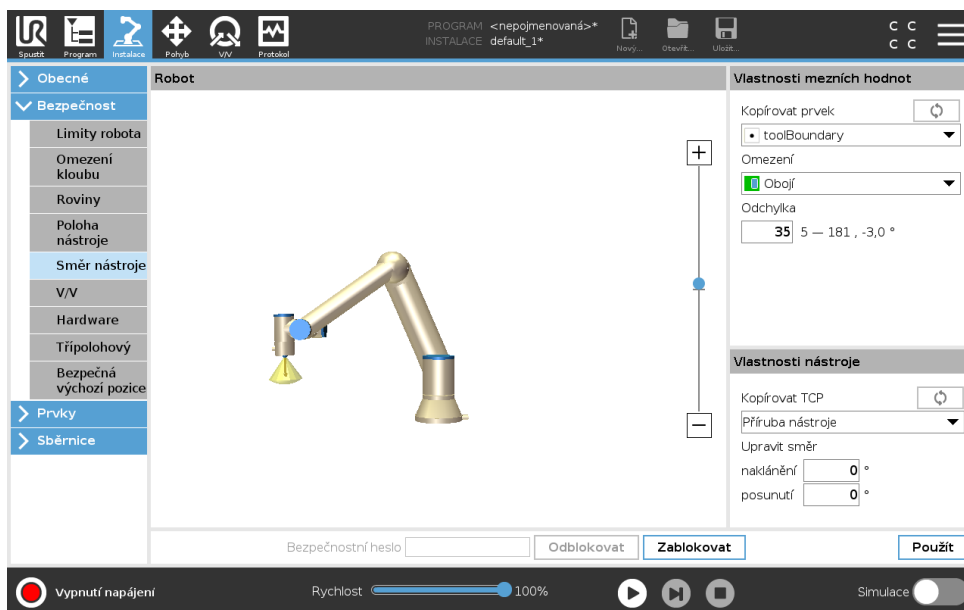 PROGRAM <nepojmenovaná>*
INSTALACE default_1*
Spustit
Program
Instalace
Pohyb
V/V
Protokol
Nový...
Otevřít...
Uložit...
C C
C C
Obecné
Bezpečnost
Limity robota
Omezení
kloubu
Roviny
Poloha
nástroje
Směr nástroje
V/V
Hardware
Třípolohový
Bezpečná
výchozí pozice
Prvky
Sběrnice
Robot
Vlastnosti mezních hodnot
Kopírovat prvek
toolBoundary
Omezení
Obojí
Odchylka
35 5 — 181 , -3,0 °
Vlastnosti nástroje
Kopírovat TCP
Příruba nástroje
Upravit směr
naklánění 0 °
posunutí 0 °
Bezpečnostní heslo
Odblokovat
Zablokovat
Použít
Vypnutí napájení
Rychlost 100%
Simulace